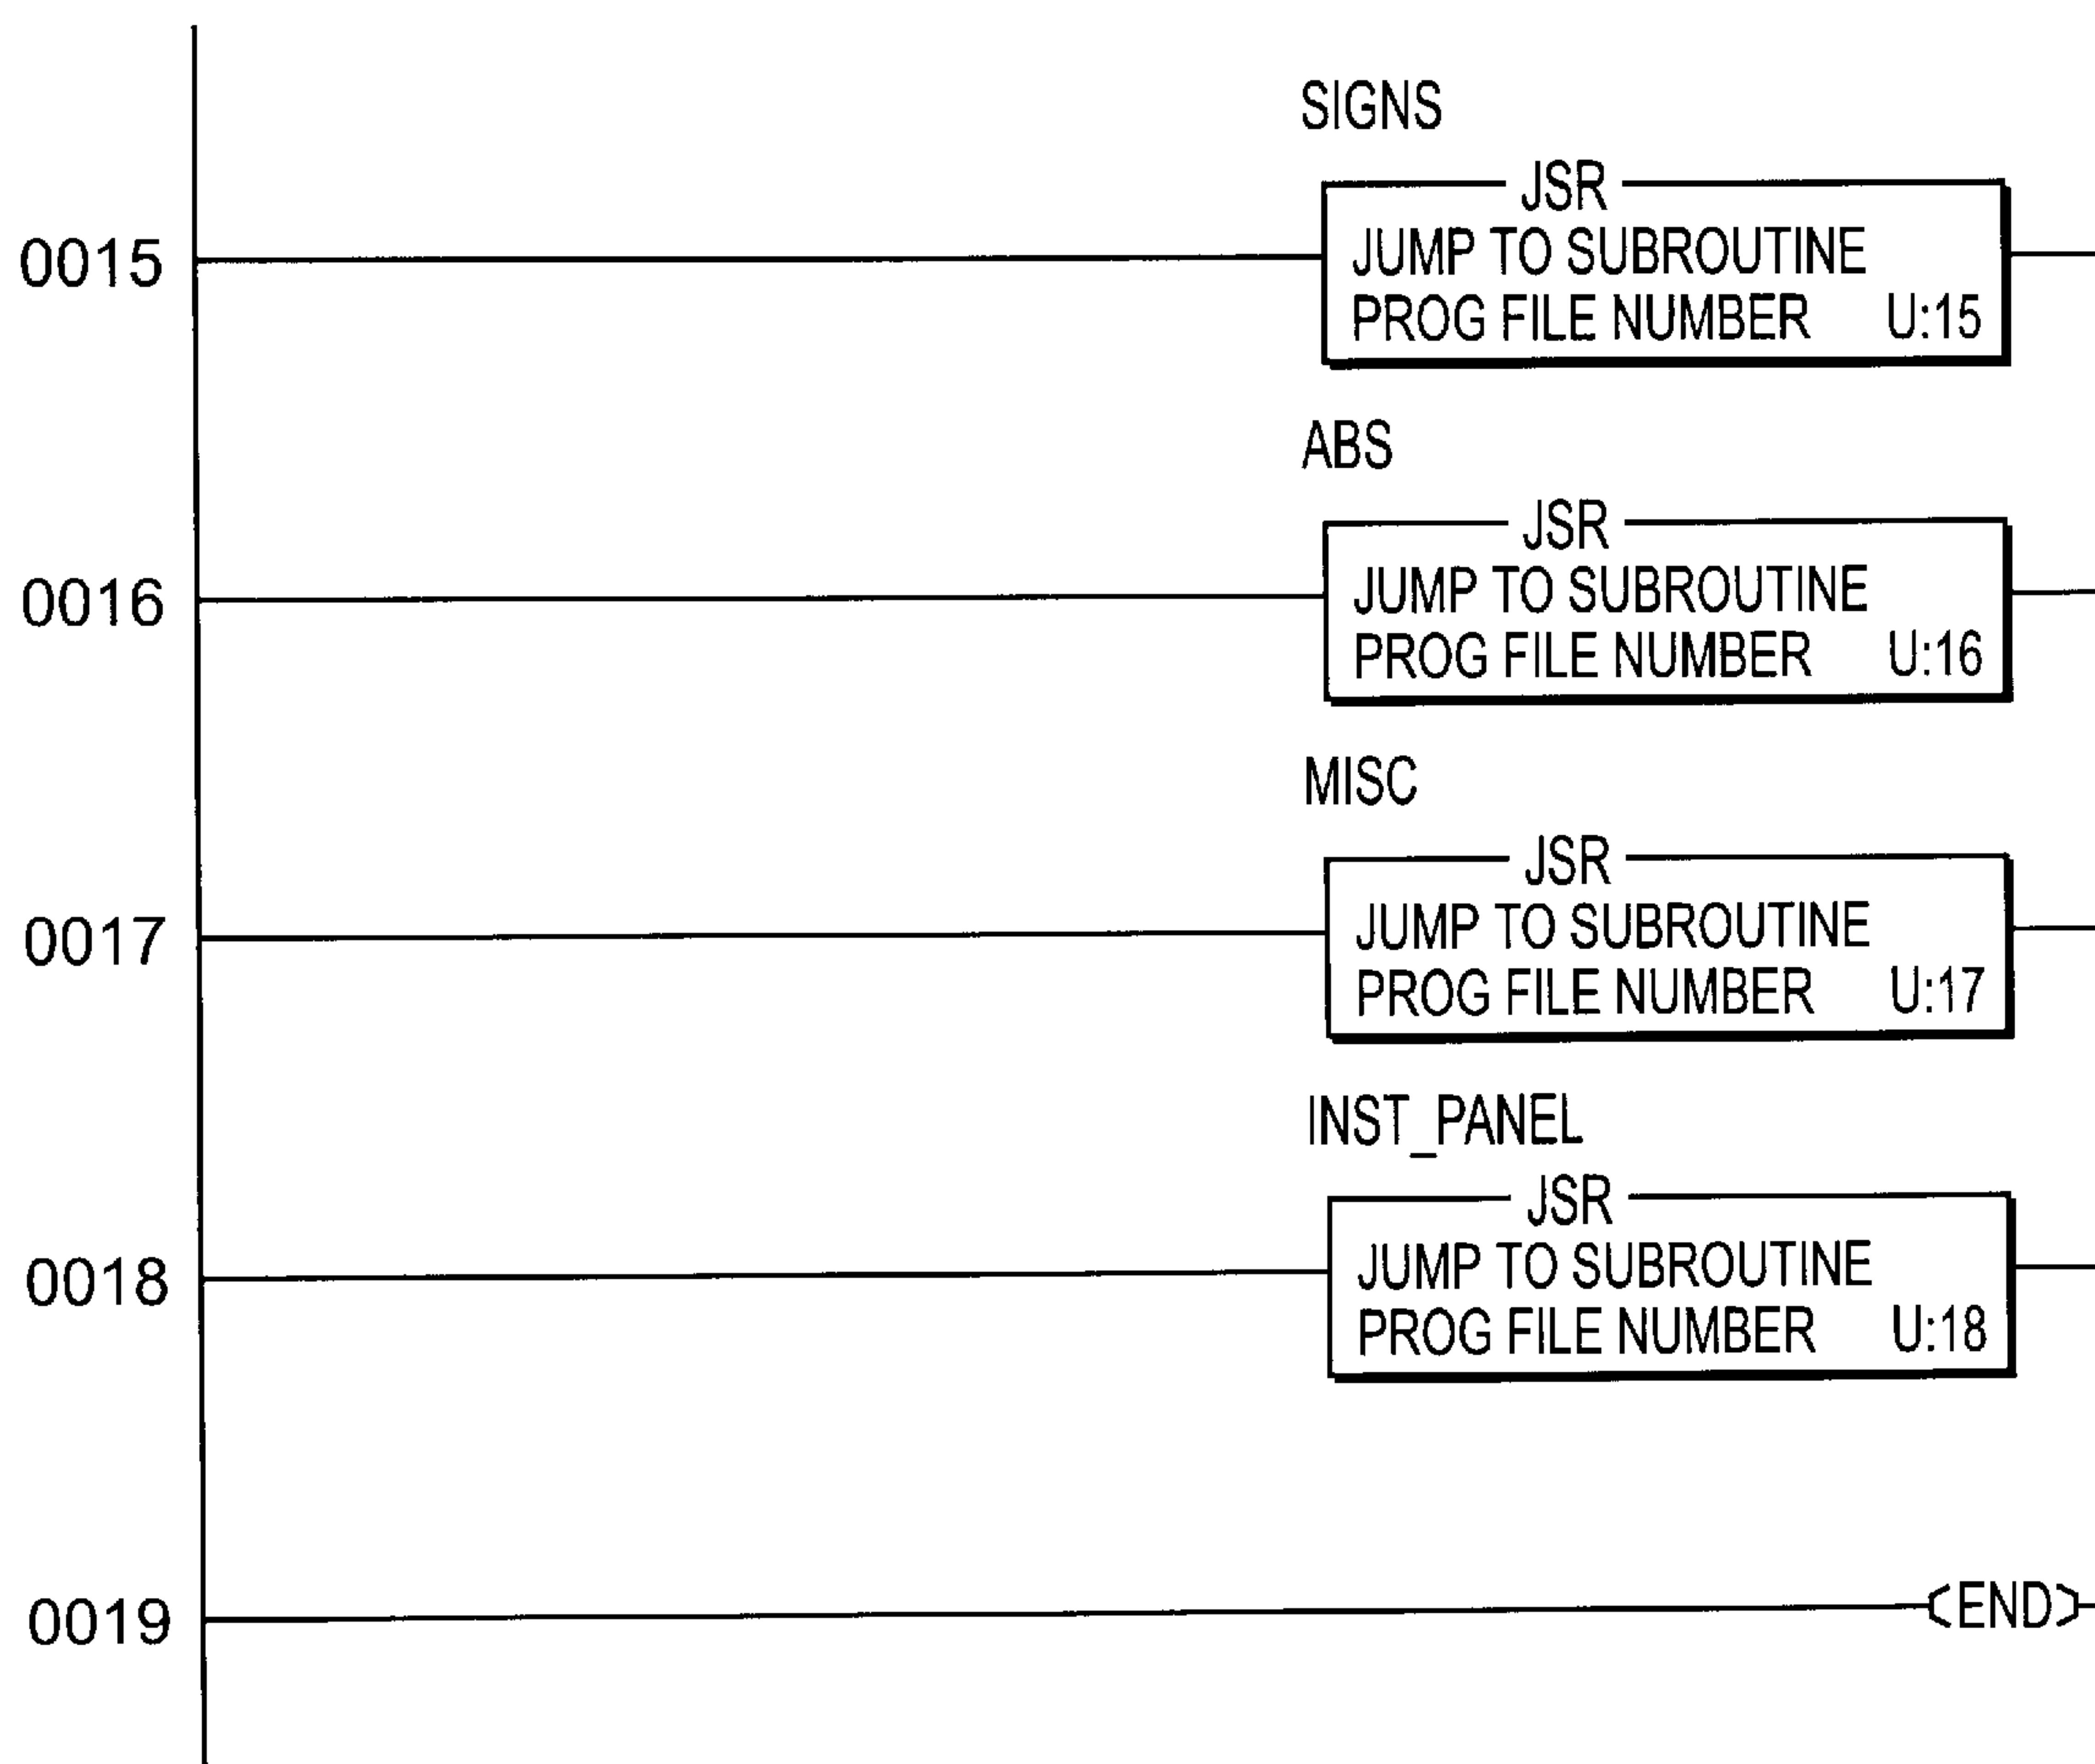 SIGNS
JSR
0015
JUMP TO SUBROUTINE
PROG FILE NUMBER U:15
ABS
JSR
0016
JUMP TO SUBROUTINE
PROG FILE NUMBER U:16
MISC
JSR
0017
JUMP TO SUBROUTINE
PROG FILE NUMBER U:17
INST_PANEL
JSR
0018
JUMP TO SUBROUTINE
PROG FILE NUMBER U:18
0019
<END>